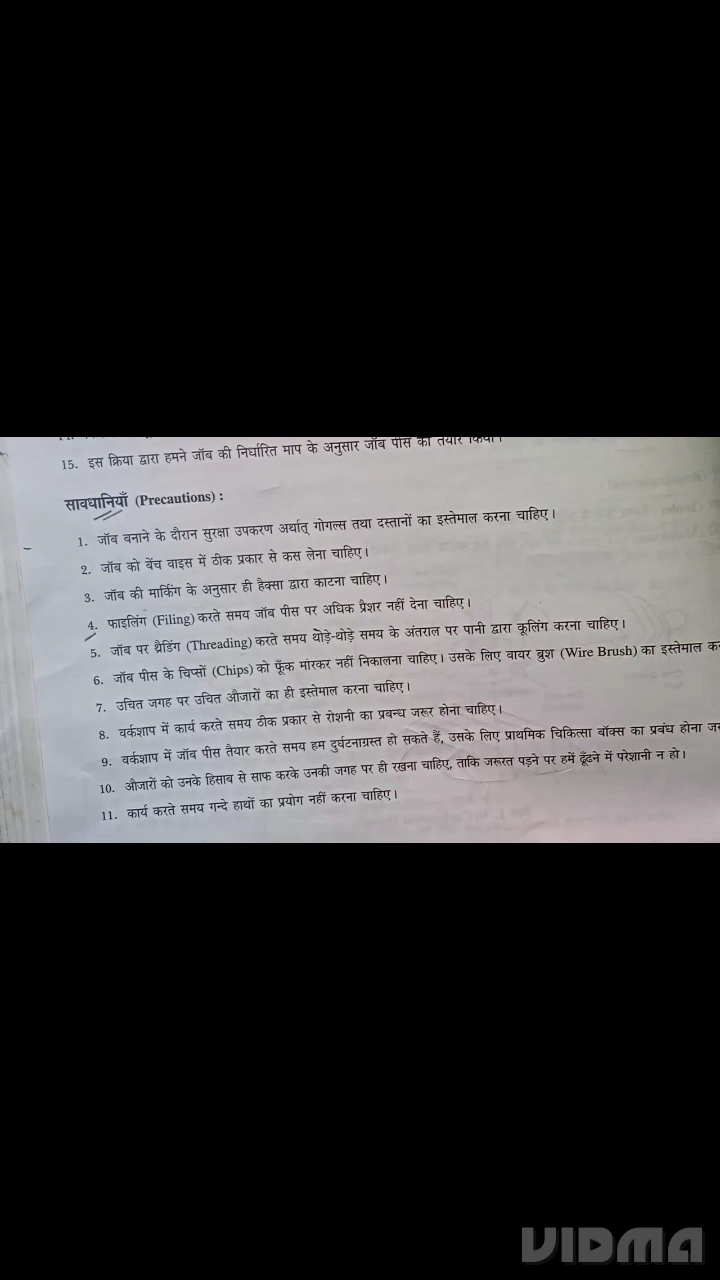 15. इस क्रिया द्वारा हमने जॉब की निर्धारित माप के अनुसार जॉब पीस को तैयार किया।
सावधानियाँ (Precautions) :
1. जॉब बनाने के दौरान सुरक्षा उपकरण अर्थात् गोगल्स तथा दस्तानों का इस्तेमाल करना चाहिए।
2. जॉब को बेंच वाइस में ठीक प्रकार से कस लेना चाहिए।
3. जॉब की मार्किंग के अनुसार ही हैक्सा द्वारा काटना चाहिए।
4. फाइलिंग (Filing) करते समय जॉब पीस पर अधिक प्रैशर नहीं देना चाहिए।
5. जॉब पर थ्रैडिंग (Threading) करते समय थोड़े-थोड़े समय के अंतराल पर पानी द्वारा कूलिंग करना चाहिए।
6. जॉब पीस के चिप्सों (Chips) को फूँक मारकर नहीं निकालना चाहिए। उसके लिए वायर ब्रुश (Wire Brush) का इस्तेमाल
7. उचित जगह पर उचित औजारों का ही इस्तेमाल करना चाहिए।
8. वर्कशाप में कार्य करते समय ठीक प्रकार से रोशनी का प्रबन्ध जरूर होना चाहिए।
9. वर्कशाप में जॉब पीस तैयार करते समय हम दुर्घटनाग्रस्त हो सकते हैं, उसके लिए प्राथमिक चिकित्सा बॉक्स का प्रबंध होना
10. औजारों को उनके हिसाब से साफ करके उनकी जगह पर ही रखना चाहिए, ताकि जरूरत पड़ने पर हमें ढूँढने में परेशानी न हो।
11. कार्य करते समय गन्दे हाथों का प्रयोग नहीं करना चाहिए।
VIDMA